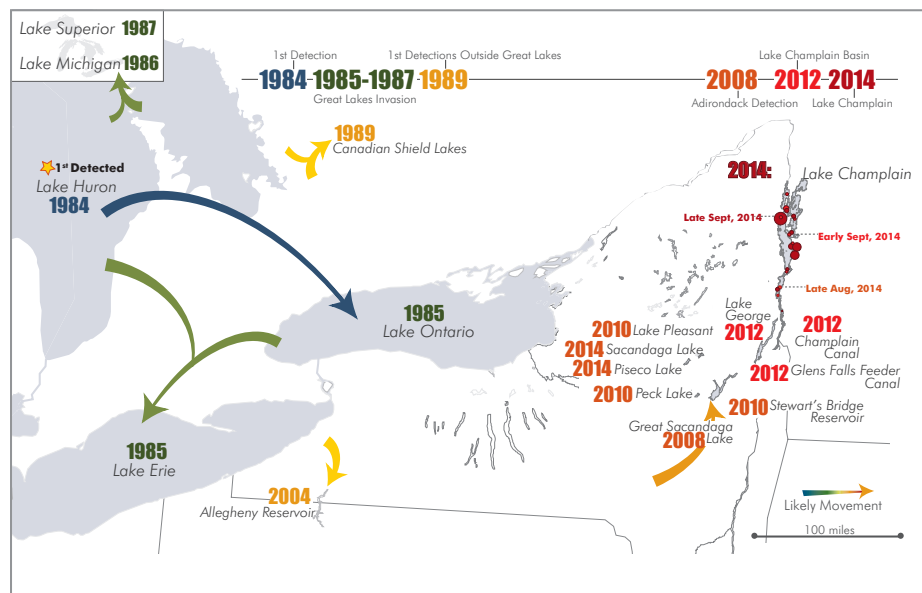 Lake Superior 1987
Lake Michigan 1986
1st Detection
1984
1985-1987
Great Lakes Invasion
1st Detections Outside Great Lakes
1989
2008
Adirondack Detection
Lake Champlain Basin
2012
2014
Lake Champlain
1989
Canadian Shield Lakes
1st Detected
Lake Huron
1984
2014:
Lake Champlain
Late Sept, 2014
Early Sept, 2014
Late Aug, 2014
1985
Lake Ontario
Lake
George
2012
2012
Champlain
Canal
2010 Lake Pleasant
2014 Sacandaga Lake
2014 Piseco Lake
2012 Glens Falls Feeder
Canal
2010 Peck Lake
2010 Stewart's Bridge
Reservoir
Great Sacandaga
2008 Lake
1985
Lake Erie
2004
Allegheny Reservoir
Likely Movement
100 miles